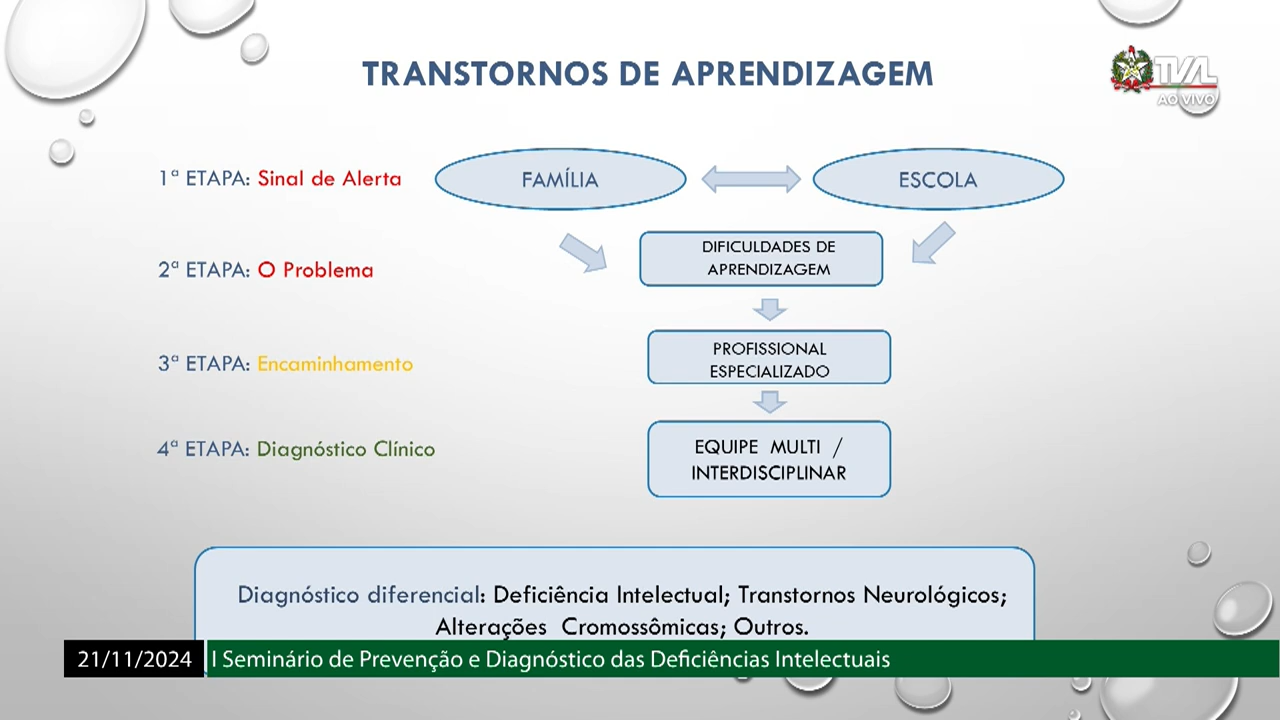 TRANSTORNOS DE APRENDIZAGEM
TVAL
AO VIVO
1ª ETAPA: Sinal de Alerta
FAMÍLIA
ESCOLA
2ª ETAPA: O Problema
DIFICULDADES DE
APRENDIZAGEM
3ª ETAPA: Encaminhamento
PROFISSIONAL
ESPECIALIZADO
4ª ETAPA: Diagnóstico Clínico
EQUIPE MULTI /
INTERDISCIPLINAR
Diagnóstico diferencial: Deficiência Intelectual; Transtornos Neurológicos;
Alterações Cromossômicas; Outros.
21/11/2024 I Seminário de Prevenção e Diagnóstico das Deficiências Intelectuais